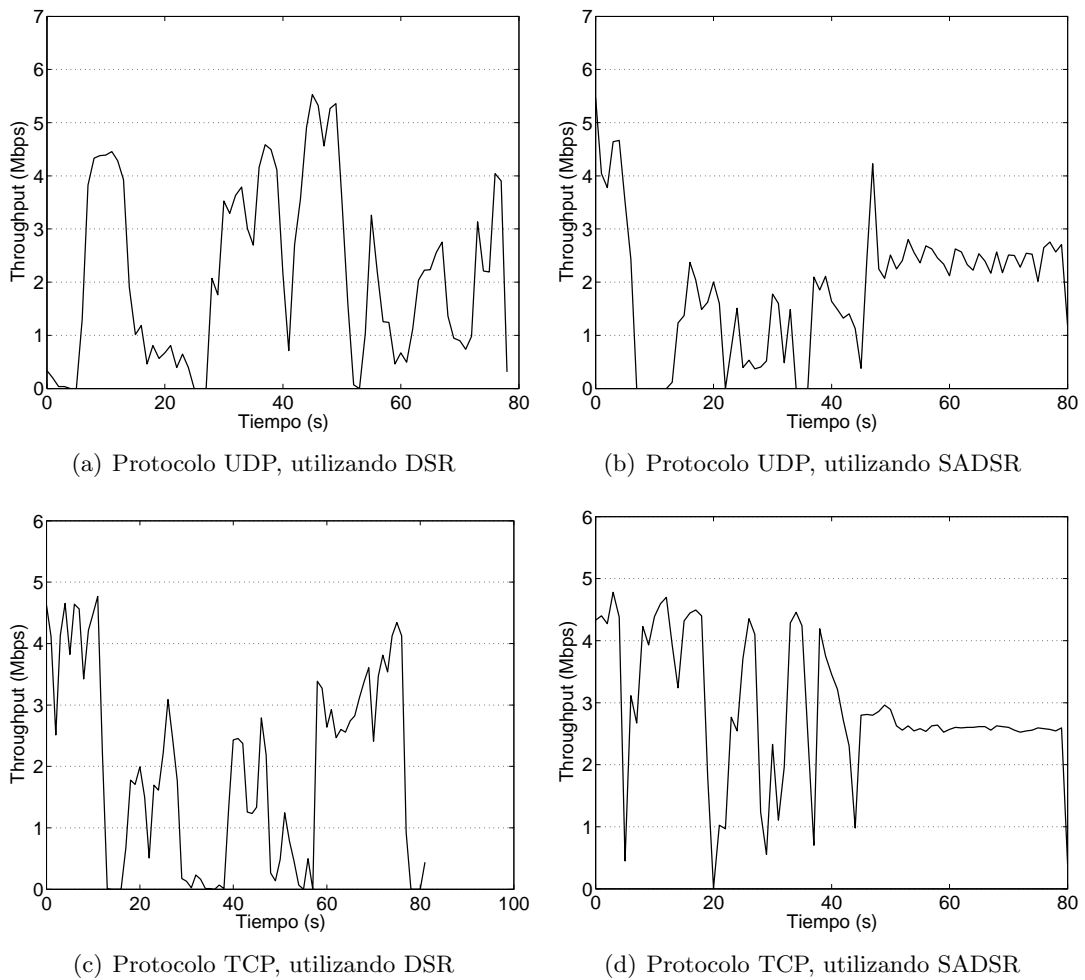 7
6
5
4
3
2
1
0
Throughput (Mbps)
0 20 40 60 80
Tiempo (s)
(a) Protocolo UDP, utilizando DSR
7
6
5
4
3
2
1
0
Throughput (Mbps)
0 20 40 60 80
Tiempo (s)
(b) Protocolo UDP, utilizando SADSR
6
5
4
3
2
1
0
Throughput (Mbps)
0 20 40 60 80 100
Tiempo (s)
(c) Protocolo TCP, utilizando DSR
6
5
4
3
2
1
0
Throughput (Mbps)
0 20 40 60 80
Tiempo (s)
(d) Protocolo TCP, utilizando SADSR